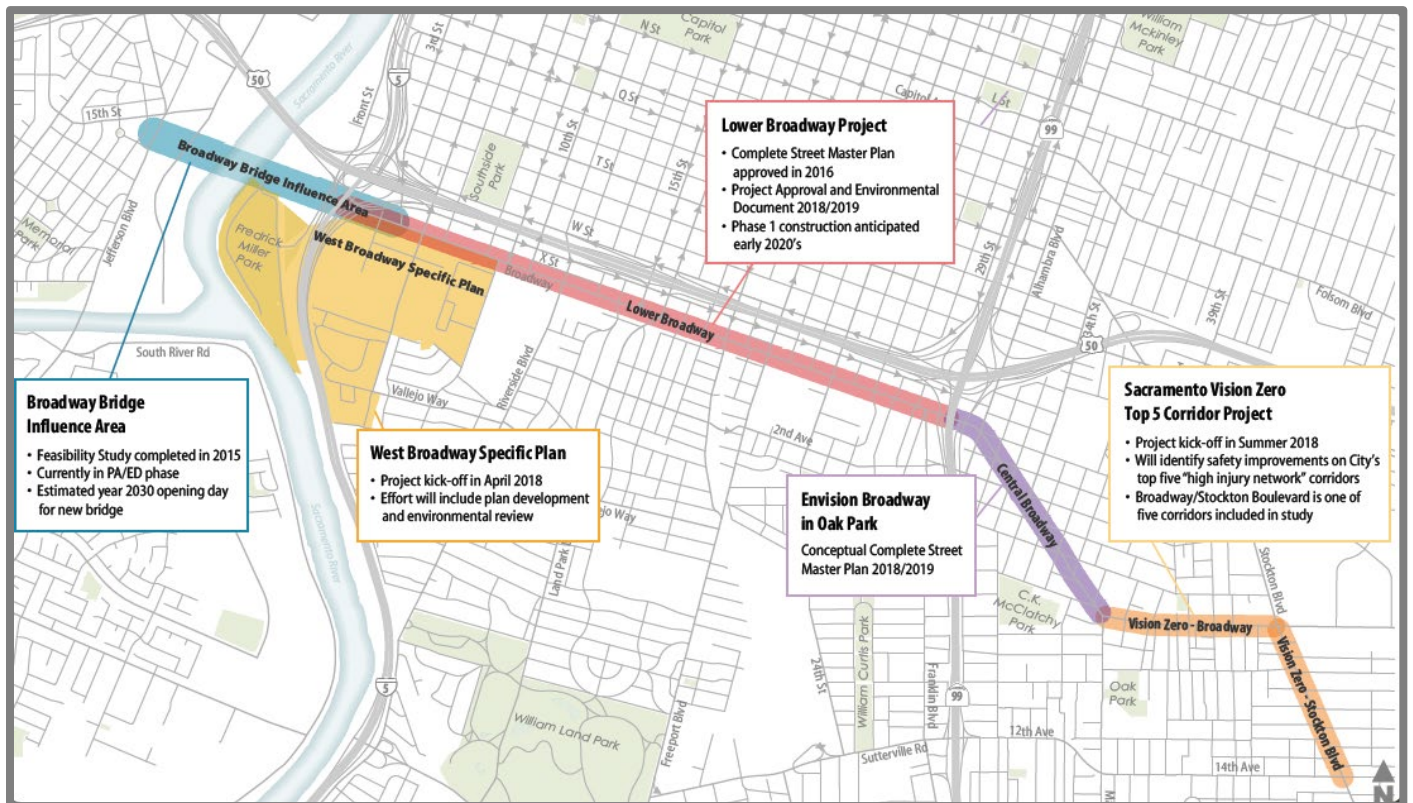 Capitol
Park
William
McKinley
Park
N St
3rd St
50
5
Sacramento River
Front St
15th St
Q St
L St
99
Broadway Bridge Influence Area
Southside
Park
10th St
T St
15th St
Lower Broadway Project
• Complete Street Master Plan
approved in 2016
• Project Approval and Environmental
Document 2018/2019
• Phase 1 construction anticipated
early 2020's
Memorial
Park
Jefferson Blvd
Fredrick
Miller
Park
West Broadway Specific Plan
W St
X St
Broadway
Lower Broadway
29th St
Alhambra Blvd
34th St
39th St
Folsom Blvd
50
South River Rd
Vallejo Way
Riverside Blvd
2nd Ave
Broadway Bridge
Influence Area
• Feasibility Study completed in 2015
• Currently in PA/ED phase
• Estimated year 2030 opening day
for new bridge
West Broadway Specific Plan
• Project kick-off in April 2018
• Effort will include plan development
and environmental review
Sacramento Vision Zero
Top 5 Corridor Project
• Project kick-off in Summer 2018
• Will identify safety improvements on City's
top five "high injury network" corridors
• Broadway/Stockton Boulevard is one of
five corridors included in study
Envision Broadway
in Oak Park
Conceptual Complete Street
Master Plan 2018/2019
Central Broadway
Sacramento River
Way
Land Park
Stockton Blvd
C.K.
McClatchy
Park
Vision Zero - Broadway
Vision Zero - Stockton Blvd
William Curtis Park
24th St
Franklin Blvd
99
Oak
Park
5
William Land Park
Freeport Blvd
Sutterville Rd
12th Ave
14th Ave
N